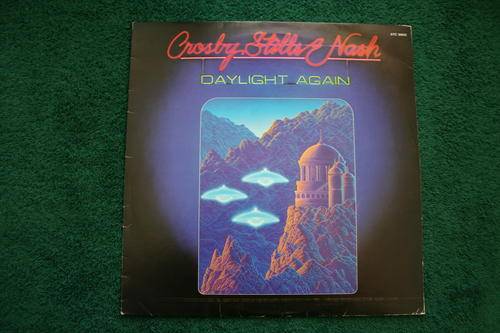 Crosby, Stills & Nash
DAYLIGHT AGAIN